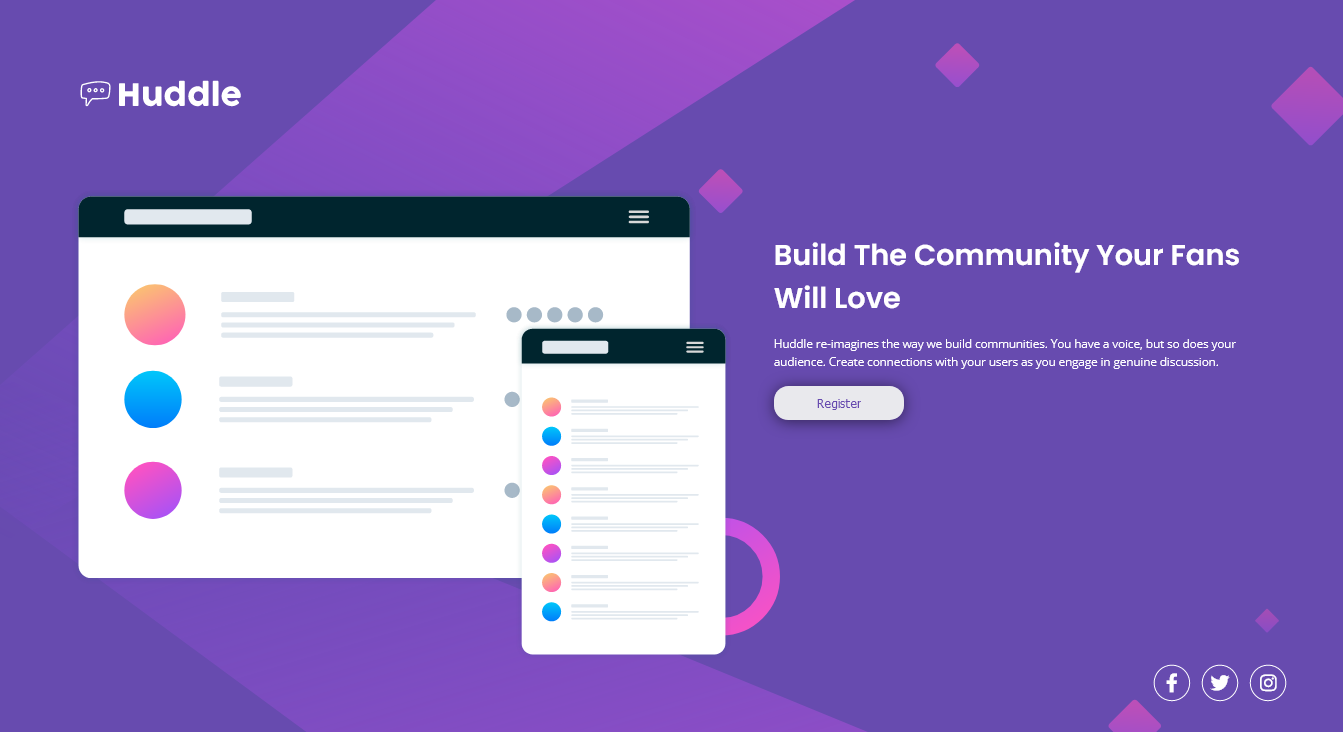 Huddle
Build The Community Your Fans
Will Love
Huddle re-imagines the way we build communities. You have a voice, but so does your
audience. Create connections with your users as you engage in genuine discussion.
Register